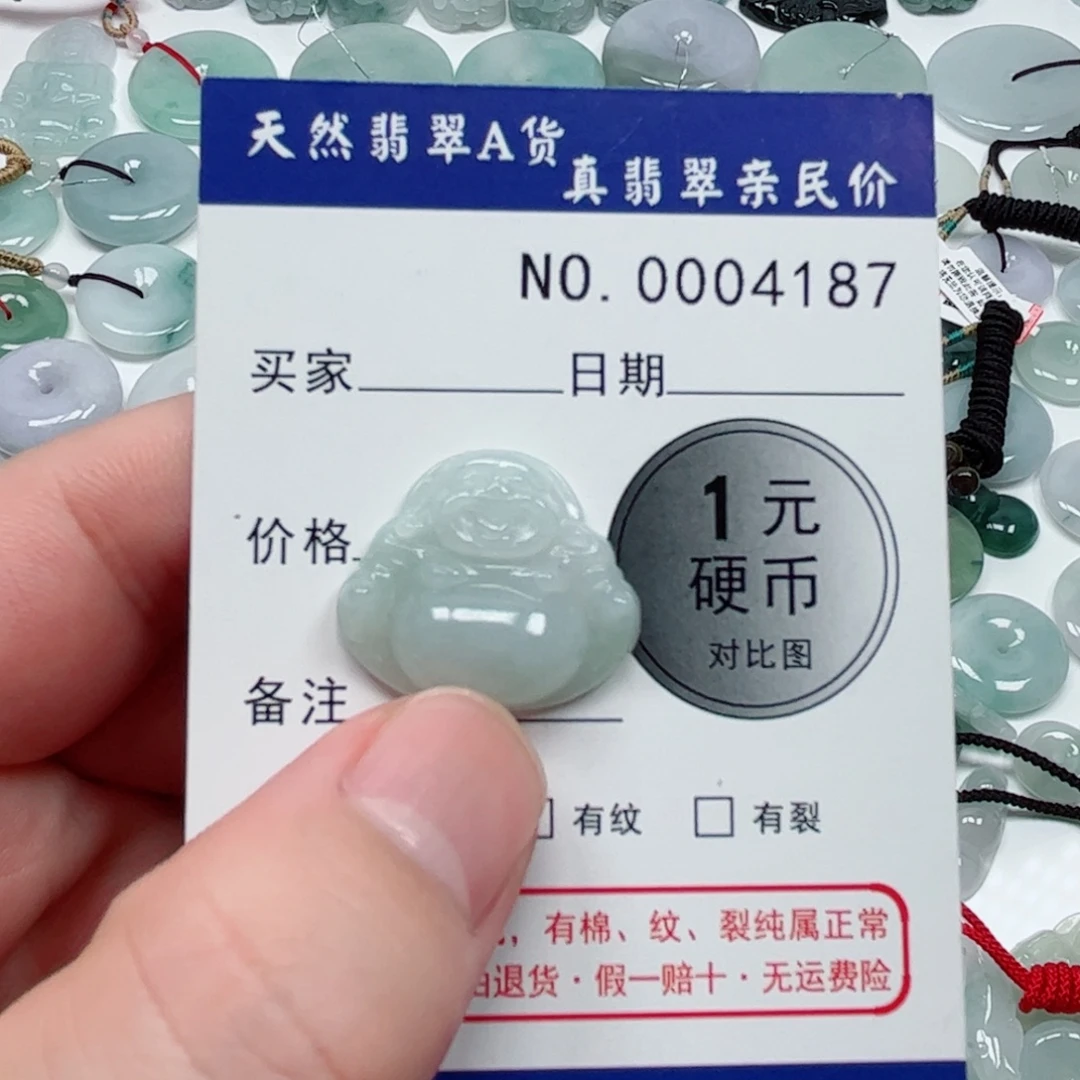 天然翡翠A货
真翡翠亲民价
NO. 0004187
买家 日期
价格
1元
硬币
对比图
备注
有纹 有裂
，有棉、纹、裂纯属正常
退货·假一赔十·无运费险